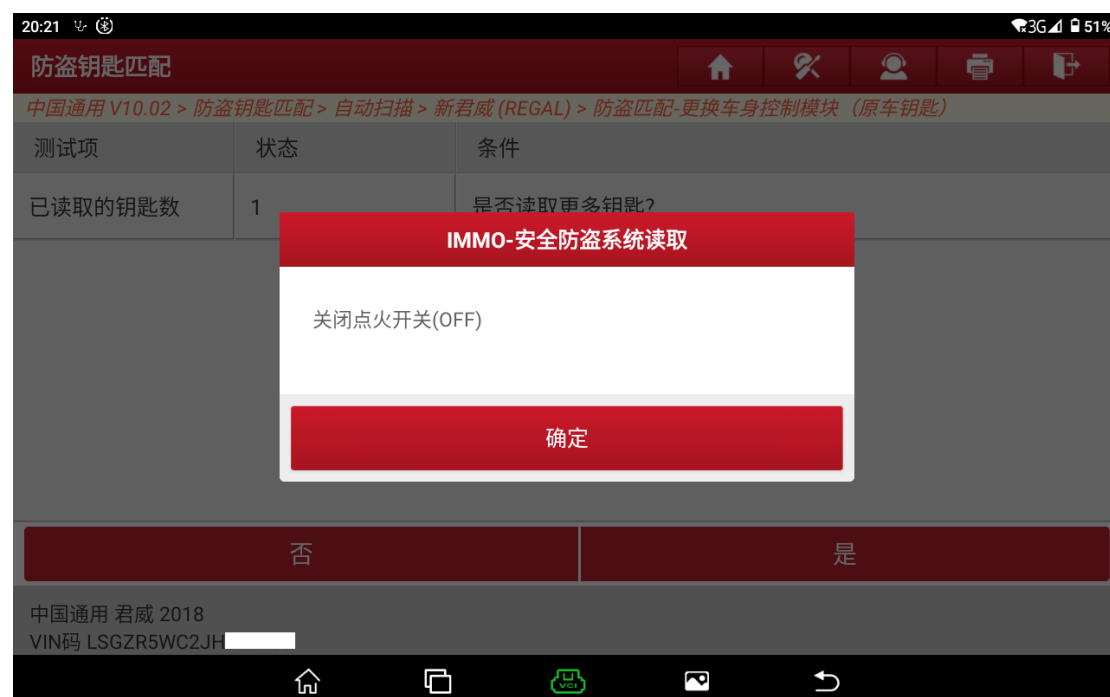 20:21 3G 51%
防盗钥匙匹配
中国通用 V10.02 > 防盗钥匙匹配 > 自动扫描 > 新君威 (REGAL) > 防盗匹配-更换车身控制模块（原车钥匙）
测试项 状态 条件
已读取的钥匙数 1 是否读取更多钥匙?
IMMO-安全防盗系统读取
关闭点火开关(OFF)
确定
否 是
中国通用 君威 2018
VIN码 LSGZR5WC2JH
VCI